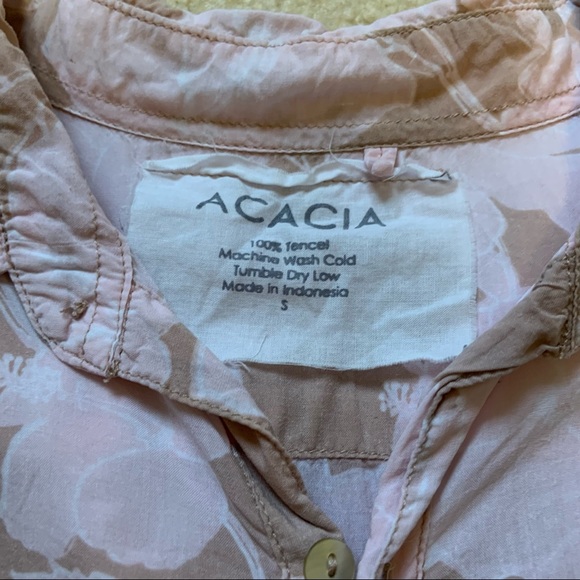 ACACIA
100% Tencel
Machine Wash Cold
Tumble Dry Low
Made in Indonesia
S